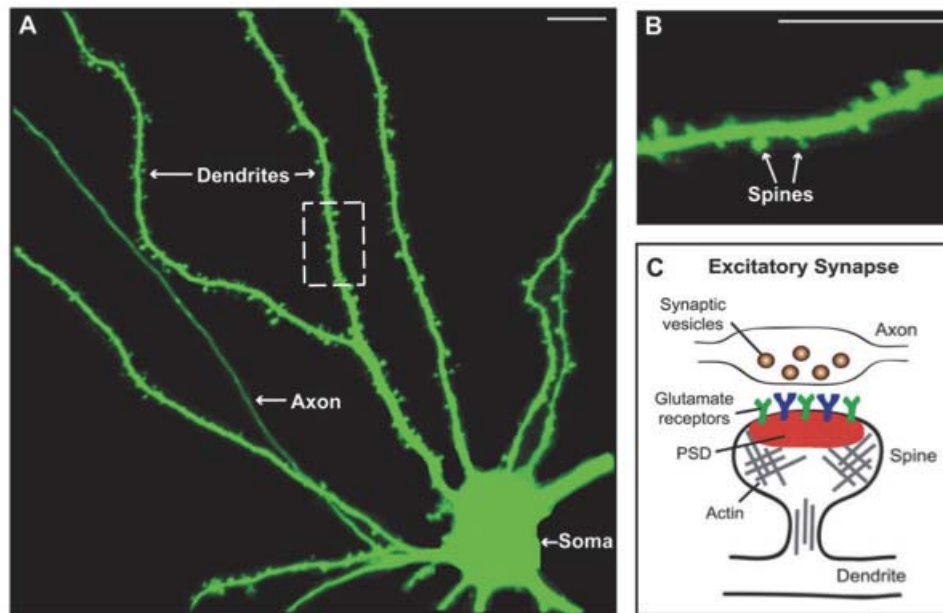 A
Dendrites
Axon
Soma
B
Spines
C
Excitatory Synapse
Synaptic
vesicles
Axon
Glutamate
receptors
PSD
Spine
Actin
Dendrite